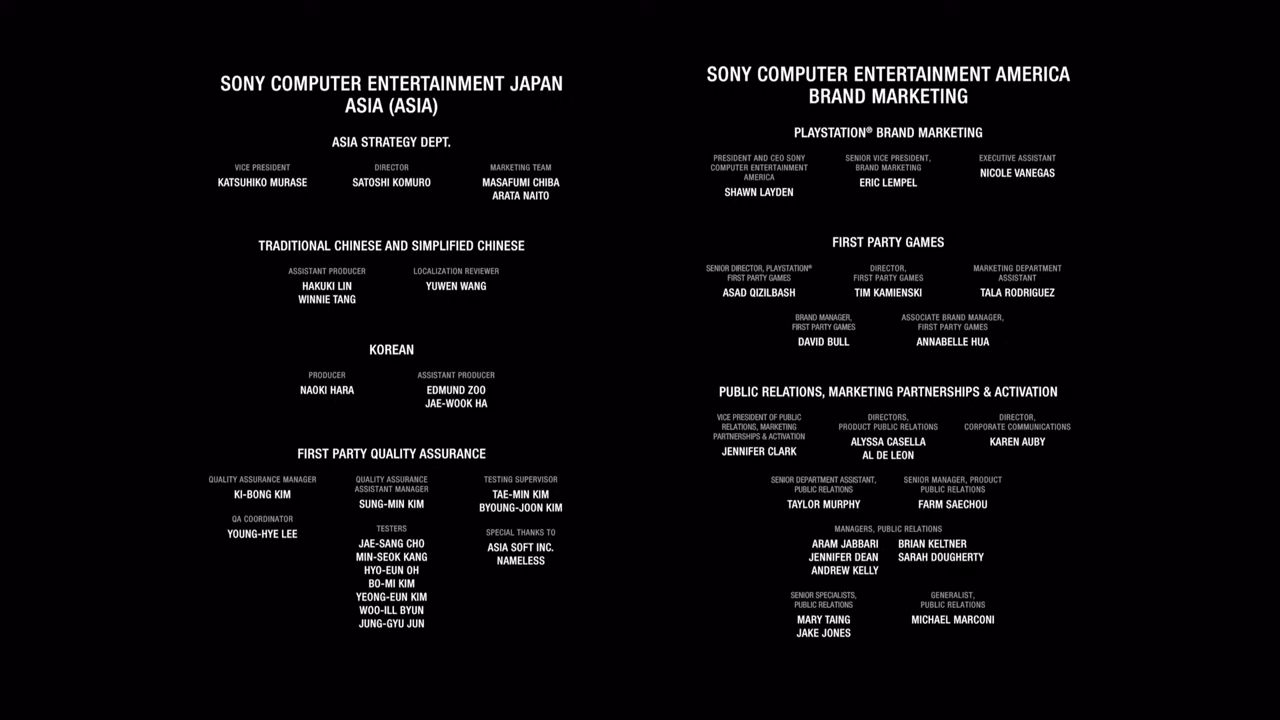 SONY COMPUTER ENTERTAINMENT JAPAN
ASIA (ASIA)
ASIA STRATEGY DEPT.
VICE PRESIDENT
KATSUHIKO MURASE
DIRECTOR
SATOSHI KOMURO
MARKETING TEAM
MASAFUMI CHIBA
ARATA NAITO
TRADITIONAL CHINESE AND SIMPLIFIED CHINESE
ASSISTANT PRODUCER
HAKUKI LIN
WINNIE TANG
LOCALIZATION REVIEWER
YUWEN WANG
KOREAN
PRODUCER
NAOKI HARA
ASSISTANT PRODUCER
EDMUND ZOO
JAE-WOOK HA
FIRST PARTY QUALITY ASSURANCE
QUALITY ASSURANCE MANAGER
KI-BONG KIM
QUALITY ASSURANCE
ASSISTANT MANAGER
SUNG-MIN KIM
TESTING SUPERVISOR
TAE-MIN KIM
BYOUNG-JOON KIM
QA COORDINATOR
YOUNG-HYE LEE
TESTERS
JAE-SANG CHO
MIN-SEOK KANG
HYO-EUN OH
BO-MI KIM
YEONG-EUN KIM
WOO-ILL BYUN
JUNG-GYU JUN
SPECIAL THANKS TO
ASIA SOFT INC.
NAMELESS
SONY COMPUTER ENTERTAINMENT AMERICA
BRAND MARKETING
PLAYSTATION® BRAND MARKETING
PRESIDENT AND CEO SONY
COMPUTER ENTERTAINMENT
AMERICA
SHAWN LAYDEN
SENIOR VICE PRESIDENT,
BRAND MARKETING
ERIC LEMPEL
EXECUTIVE ASSISTANT
NICOLE VANEGAS
FIRST PARTY GAMES
SENIOR DIRECTOR, PLAYSTATION®
FIRST PARTY GAMES
ASAD QIZILBASH
DIRECTOR,
FIRST PARTY GAMES
TIM KAMIENSKI
MARKETING DEPARTMENT
ASSISTANT
TALA RODRIGUEZ
BRAND MANAGER,
FIRST PARTY GAMES
DAVID BULL
ASSOCIATE BRAND MANAGER,
FIRST PARTY GAMES
ANNABELLE HUA
PUBLIC RELATIONS, MARKETING PARTNERSHIPS & ACTIVATION
VICE PRESIDENT OF PUBLIC
RELATIONS, MARKETING
PARTNERSHIPS & ACTIVATION
JENNIFER CLARK
DIRECTORS,
PRODUCT PUBLIC RELATIONS
ALYSSA CASELLA
AL DE LEON
DIRECTOR,
CORPORATE COMMUNICATIONS
KAREN AUBY
SENIOR DEPARTMENT ASSISTANT,
PUBLIC RELATIONS
TAYLOR MURPHY
SENIOR MANAGER, PRODUCT
PUBLIC RELATIONS
FARM SAECHOU
MANAGERS, PUBLIC RELATIONS
ARAM JABBARI
JENNIFER DEAN
ANDREW KELLY
BRIAN KELTNER
SARAH DOUGHERTY
SENIOR SPECIALISTS,
PUBLIC RELATIONS
MARY TAING
JAKE JONES
GENERALIST,
PUBLIC RELATIONS
MICHAEL MARCONI